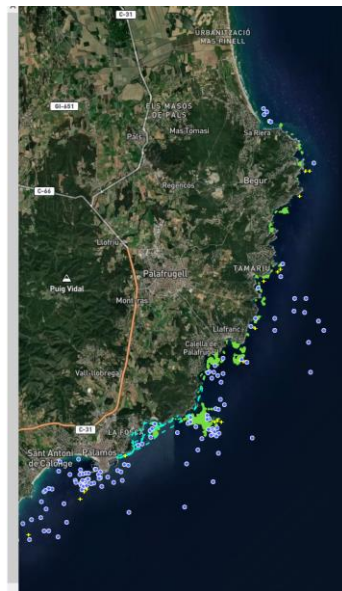 C-31
URBANITZACIÓ
MAS PINELL
GI-651
ELS MASOS
DE PALS
Pals
Mas Tomasi
Sa Riera
Regencós
Begur
C-66
Llofriu
TAMARIU
Palafrugell
Puig Vidal
Mont-ras
Llafranc
Calella de
Palafrugell
Vall-llobrega
C-31
LA FOSCA
Sant Antoni
de Calonge
Palamós